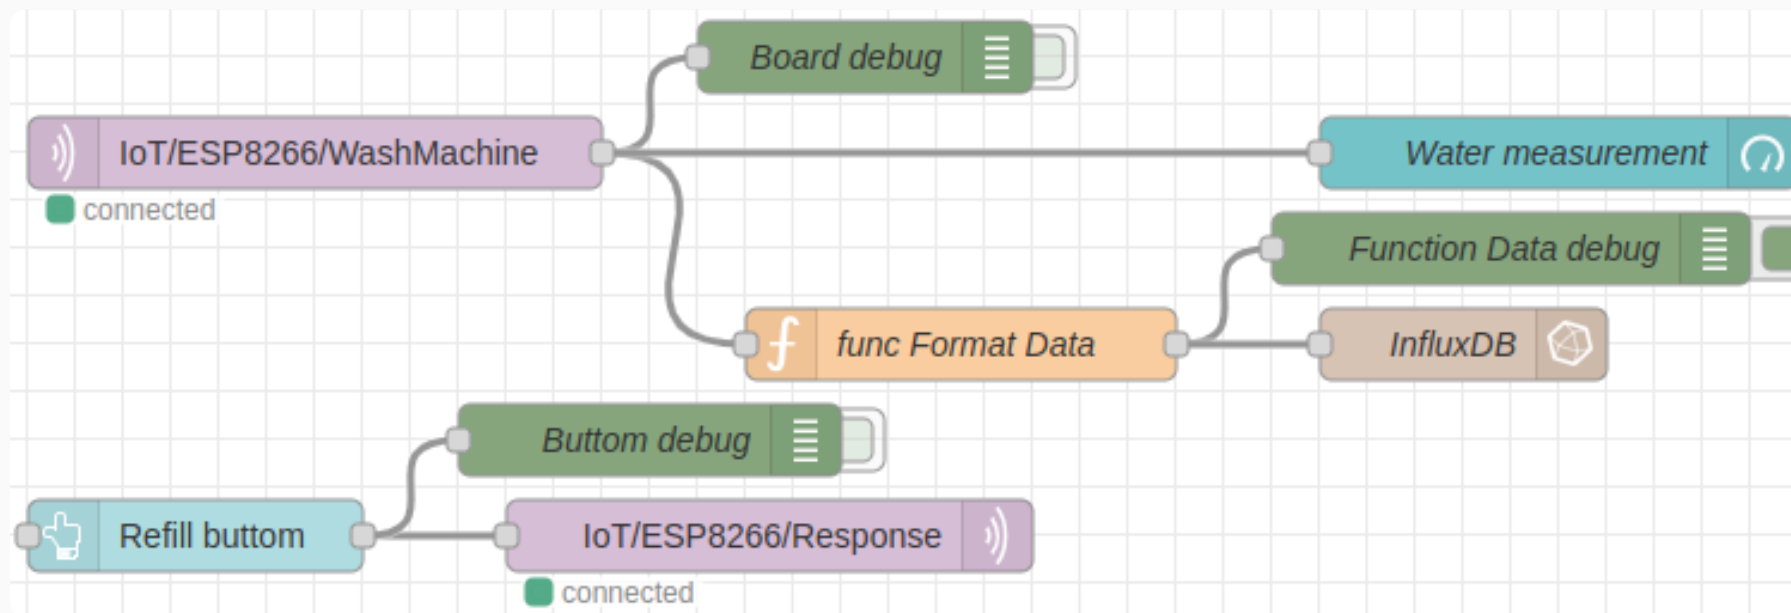 Board debug
IoT/ESP8266/WashMachine
Water measurement
connected
Function Data debug
func Format Data
InfluxDB
Buttom debug
Refill buttom
IoT/ESP8266/Response
connected